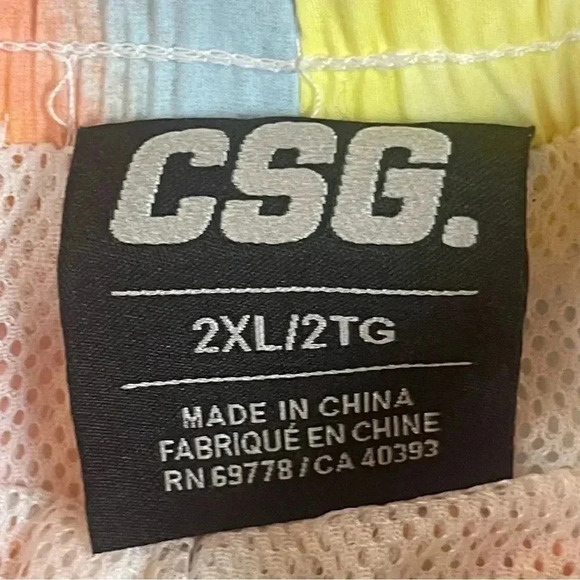 CSG.
2XL/2TG
MADE IN CHINA
FABRIQUÉ EN CHINE
RN 69778 / CA 40393